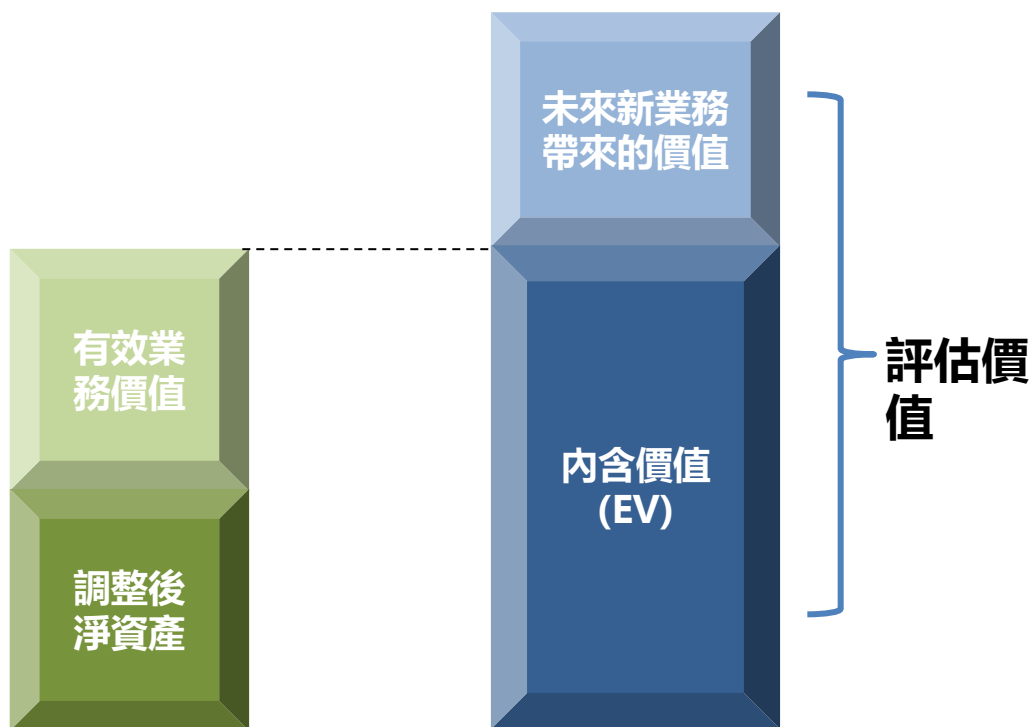 未來新業務
帶來的價值
有效業
務價值
調整後
淨資產
內含價值
(EV)
評估價
值